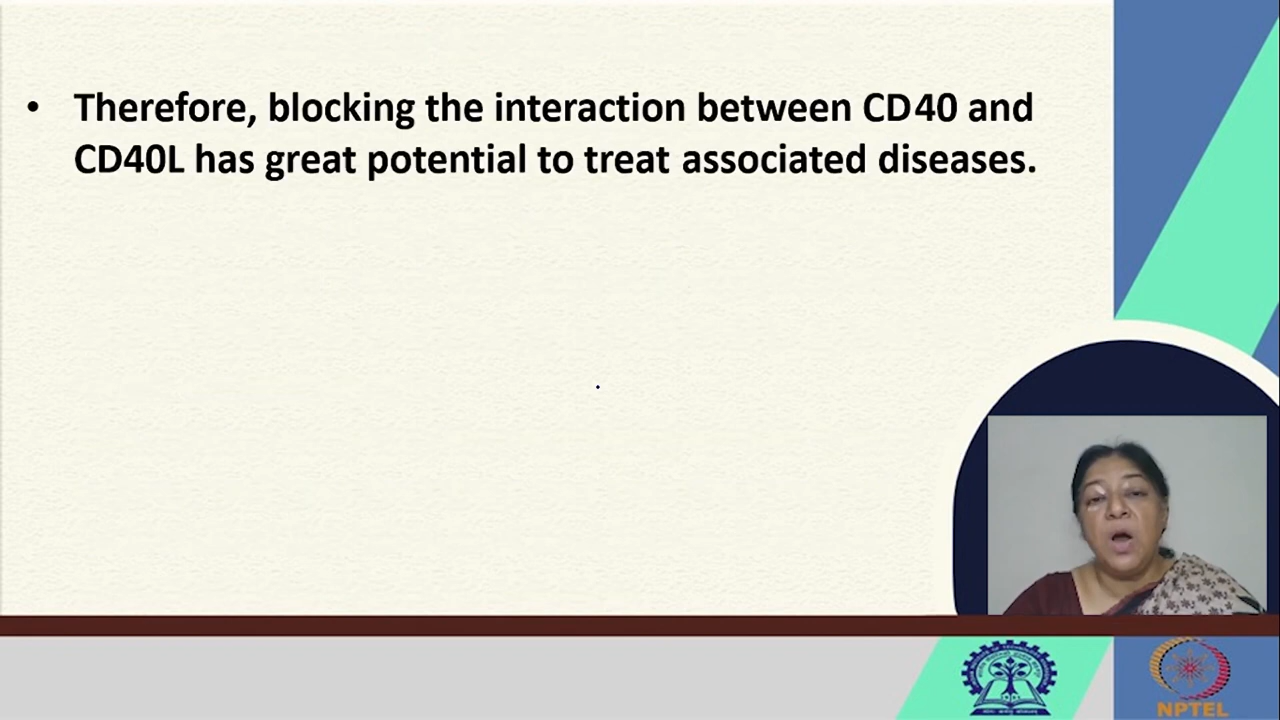 • Therefore, blocking the interaction between CD40 and
CD40L has great potential to treat associated diseases.
NPTEL